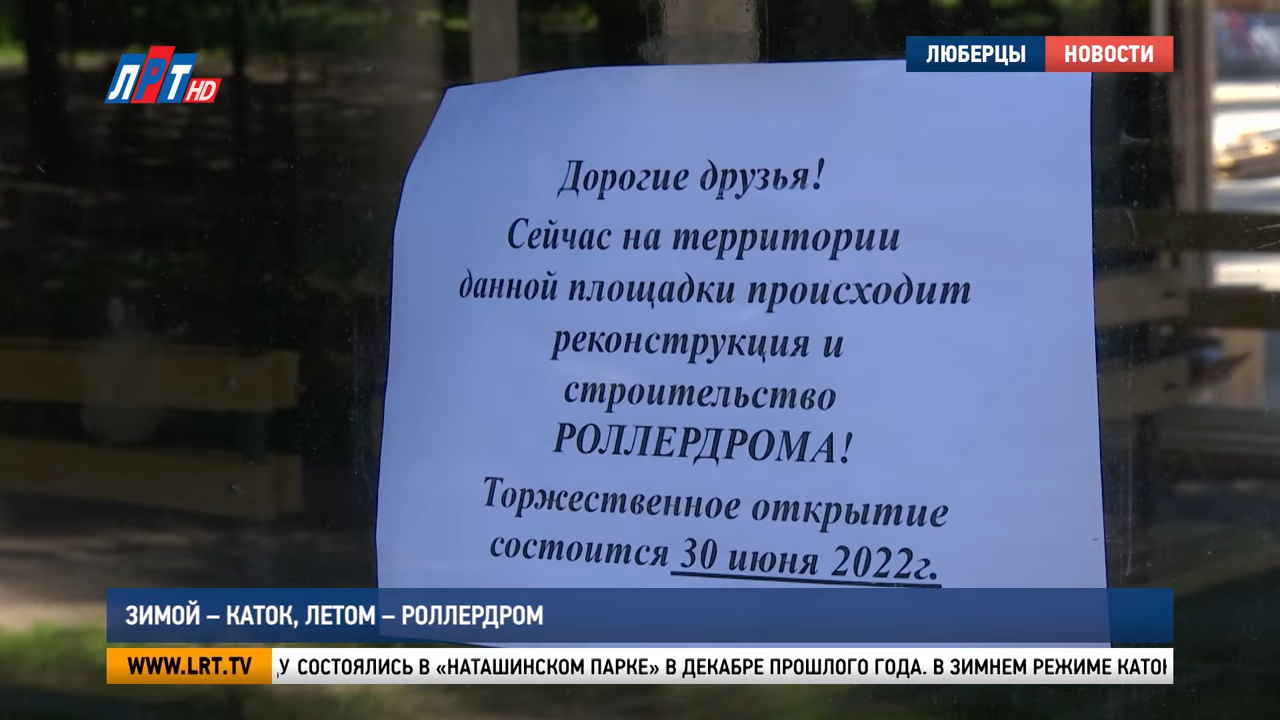 ЛРТ HD
ЛЮБЕРЦЫ НОВОСТИ
Дорогие друзья!
Сейчас на территории
данной площадки происходит
реконструкция и
строительство
РОЛЛЕРДРОМА!
Торжественное открытие
состоится 30 июня 2022г.
ЗИМОЙ – КАТОК, ЛЕТОМ – РОЛЛЕРДРОМ
WWW.LRT.TV
У СОСТОЯЛИСЬ В «НАТАШИНСКОМ ПАРКЕ» В ДЕКАБРЕ ПРОШЛОГО ГОДА. В ЗИМНЕМ РЕЖИМЕ КАТОК